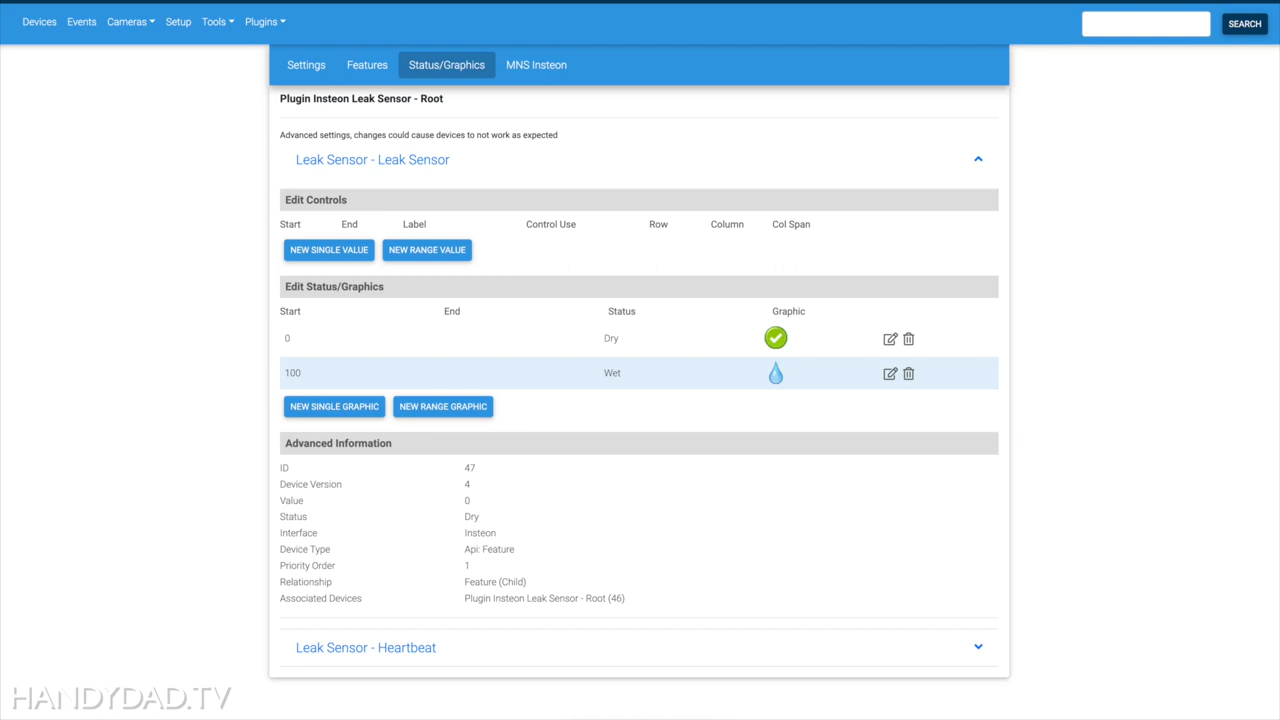 Devices Events Cameras Setup Tools Plugins SEARCH
Settings Features Status/Graphics MNS Insteon
Plugin Insteon Leak Sensor - Root
Advanced settings, changes could cause devices to not work as expected
Leak Sensor - Leak Sensor
Edit Controls
Start End Label Control Use Row Column Col Span
NEW SINGLE VALUE NEW RANGE VALUE
Edit Status/Graphics
Start End Status Graphic
0 Dry
100 Wet
NEW SINGLE GRAPHIC NEW RANGE GRAPHIC
Advanced Information
ID 47
Device Version 4
Value 0
Status Dry
Interface Insteon
Device Type Api: Feature
Priority Order 1
Relationship Feature (Child)
Associated Devices Plugin Insteon Leak Sensor - Root (46)
Leak Sensor - Heartbeat
HANDYDAD.TV